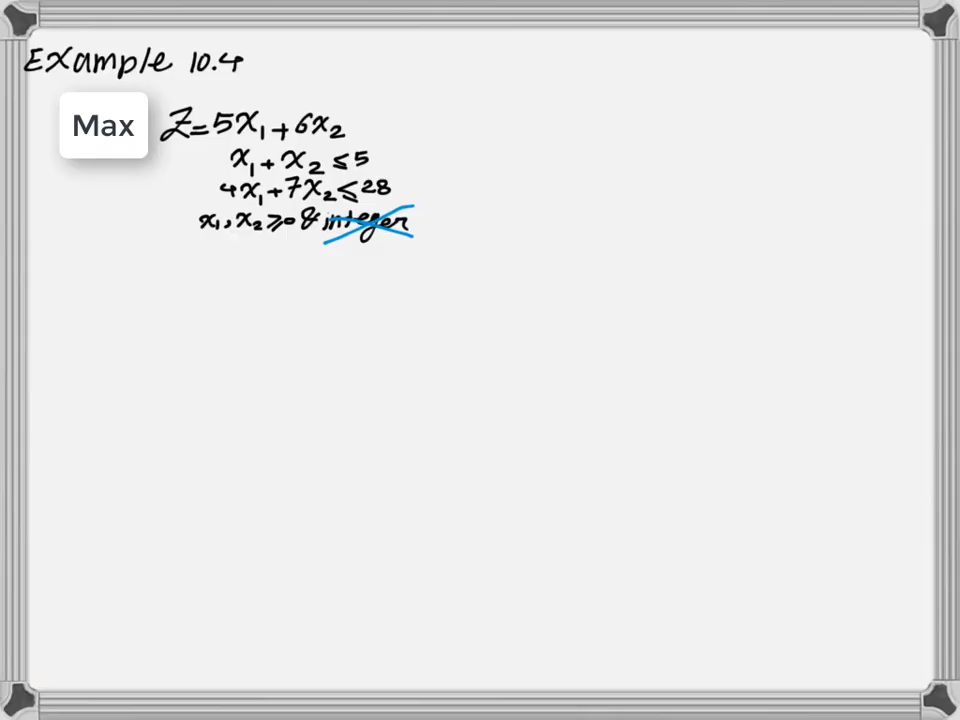 Example 10.4
Max Z=5x₁+6x₂
x₁+x₂≤5
4x₁+7x₂≤28
x₁,x₂≥0 & integer